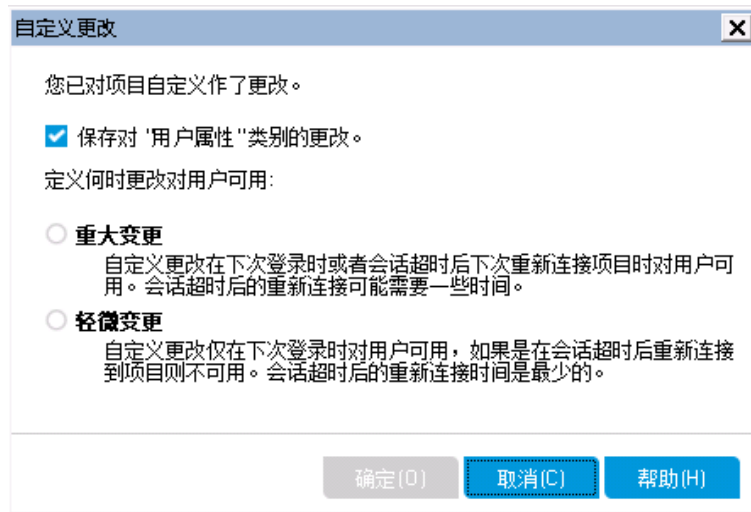 自定义更改
您已对项目自定义作了更改。
保存对 "用户属性"类别的更改。
定义何时更改对用户可用:
重大变更
自定义更改在下次登录时或者会话超时后下次重新连接项目时对用户可
用。会话超时后的重新连接可能需要一些时间。
轻微变更
自定义更改仅在下次登录时对用户可用，如果是在会话超时后重新连接
到项目则不可用。会话超时后的重新连接时间是最少的。
确定(O) 取消(C) 帮助(H)